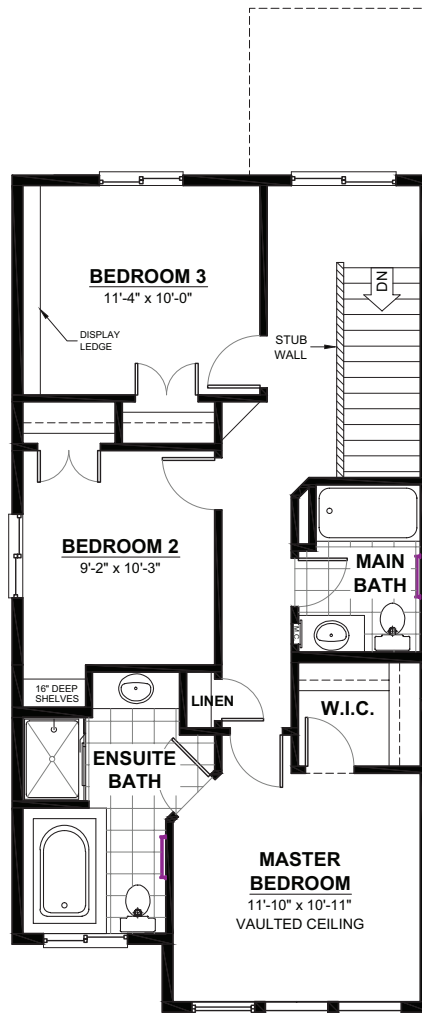 BEDROOM 3
11'-4" x 10'-0"
DN
DISPLAY
LEDGE
STUB
WALL
BEDROOM 2
9'-2" x 10'-3"
MAIN
BATH
M.C.
16" DEEP
SHELVES
LINEN
W.I.C.
ENSUITE
BATH
MASTER
BEDROOM
11'-10" x 10'-11"
VAULTED CEILING